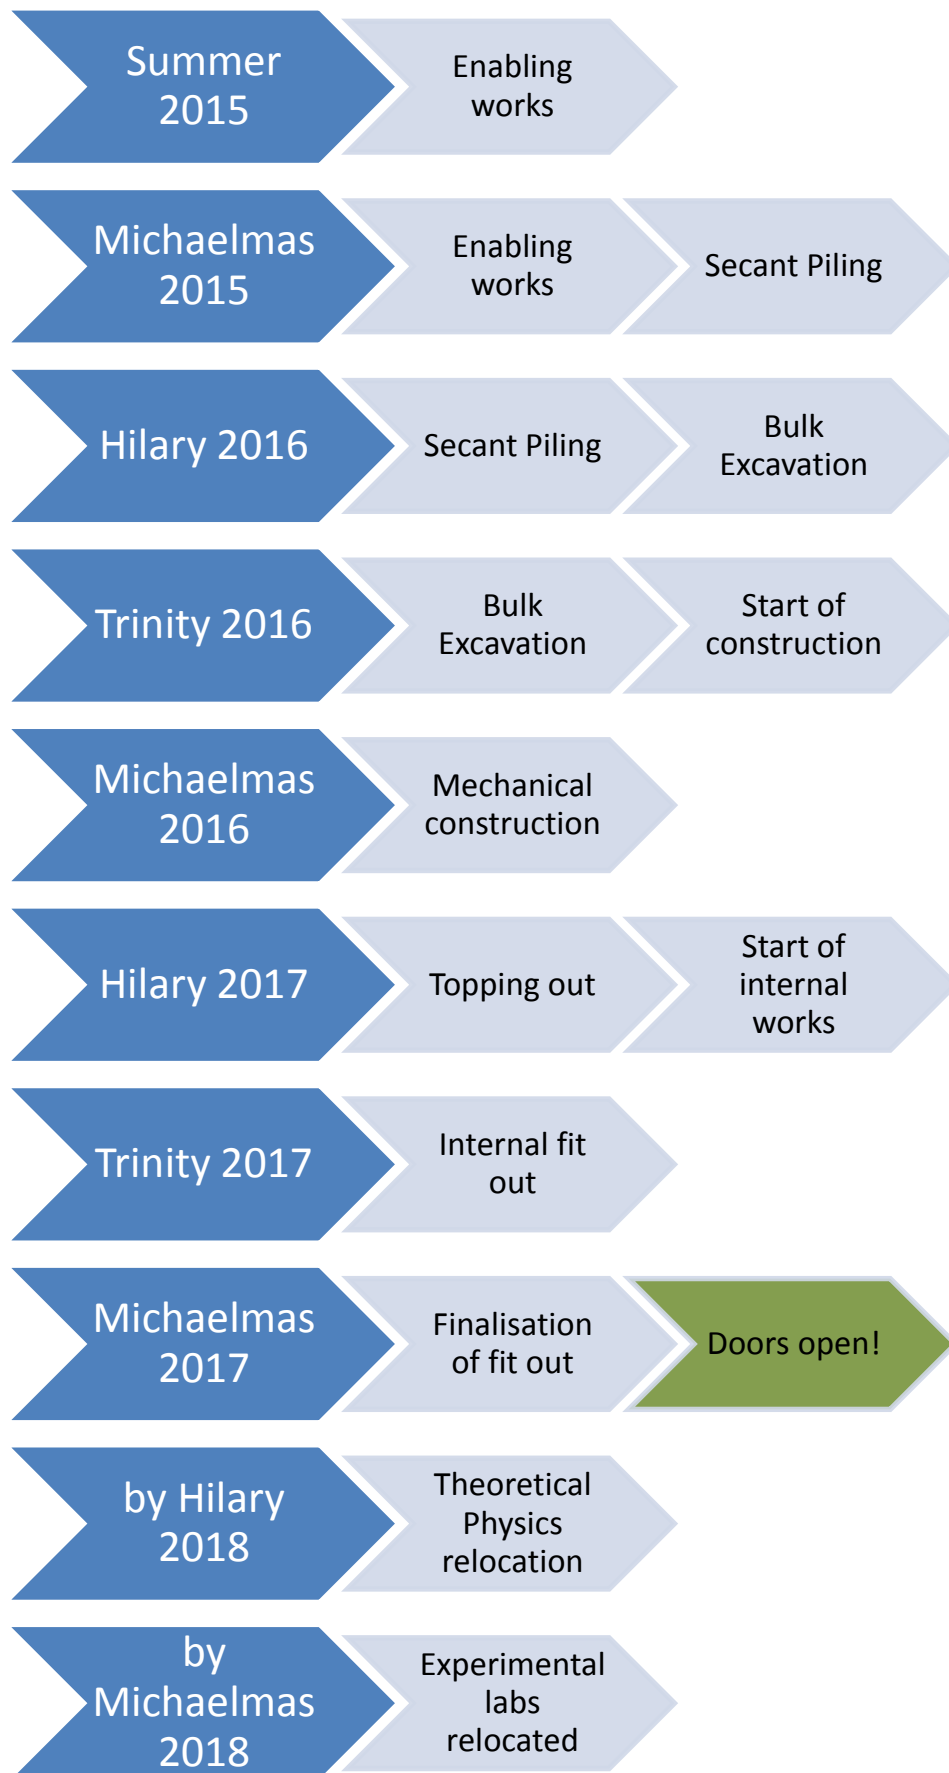 Summer
2015
Enabling
works
Michaelmas
2015
Enabling
works
Secant Piling
Hilary 2016
Secant Piling
Bulk
Excavation
Trinity 2016
Bulk
Excavation
Start of
construction
Michaelmas
2016
Mechanical
construction
Hilary 2017
Topping out
Start of
internal
works
Trinity 2017
Internal fit
out
Michaelmas
2017
Finalisation
of fit out
Doors open!
by Hilary
2018
Theoretical
Physics
relocation
by
Michaelmas
2018
Experimental
labs
relocated